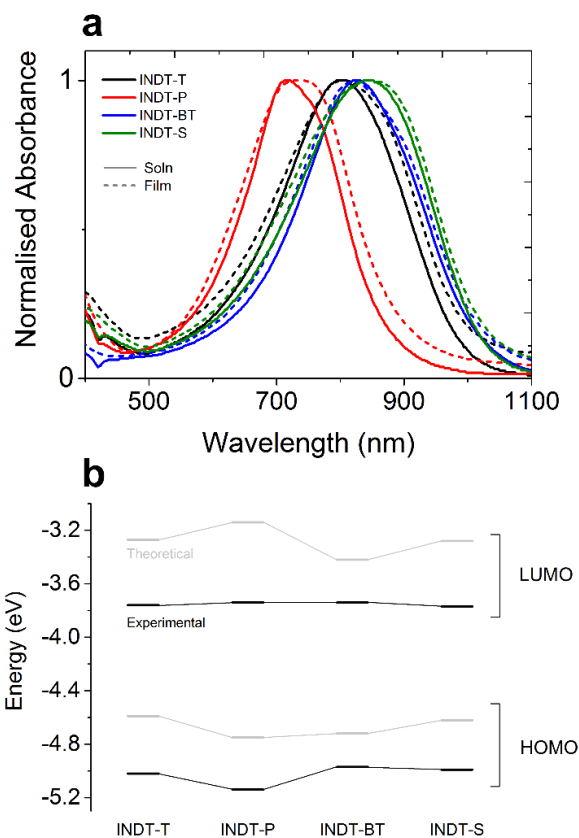 a
Normalised Absorbance
1
0
INDT-T
INDT-P
INDT-BT
INDT-S
Soln
Film
500
700
900
1100
Wavelength (nm)
b
Energy (eV)
-3.2
-3.6
-4.0
-4.4
-4.8
-5.2
Theoretical
Experimental
LUMO
HOMO
INDT-T INDT-P INDT-BT INDT-S